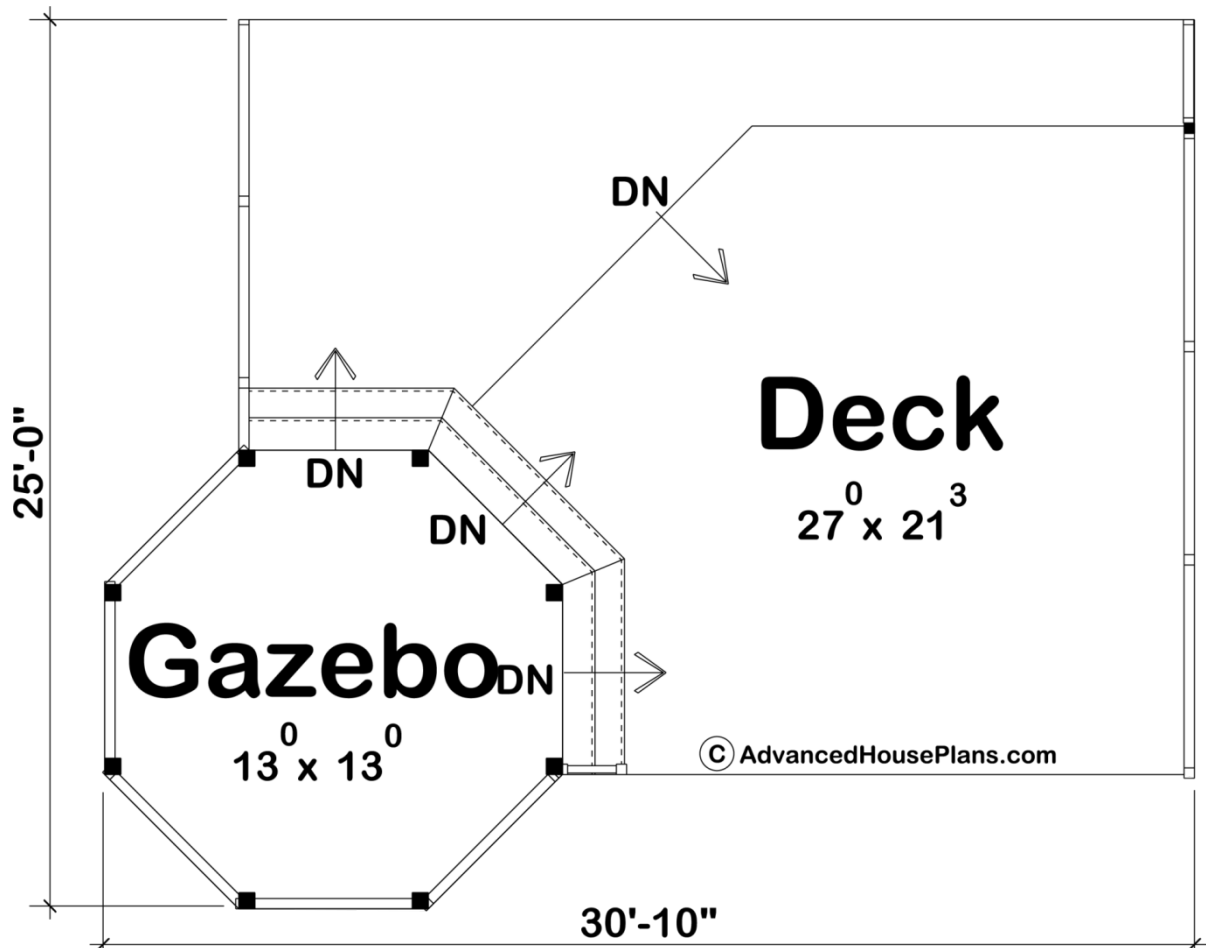 DN
25'-0"
Deck
27⁰ x 21³
DN
DN
Gazebo
DN
13⁰ x 13⁰
© AdvancedHousePlans.com
30'-10"